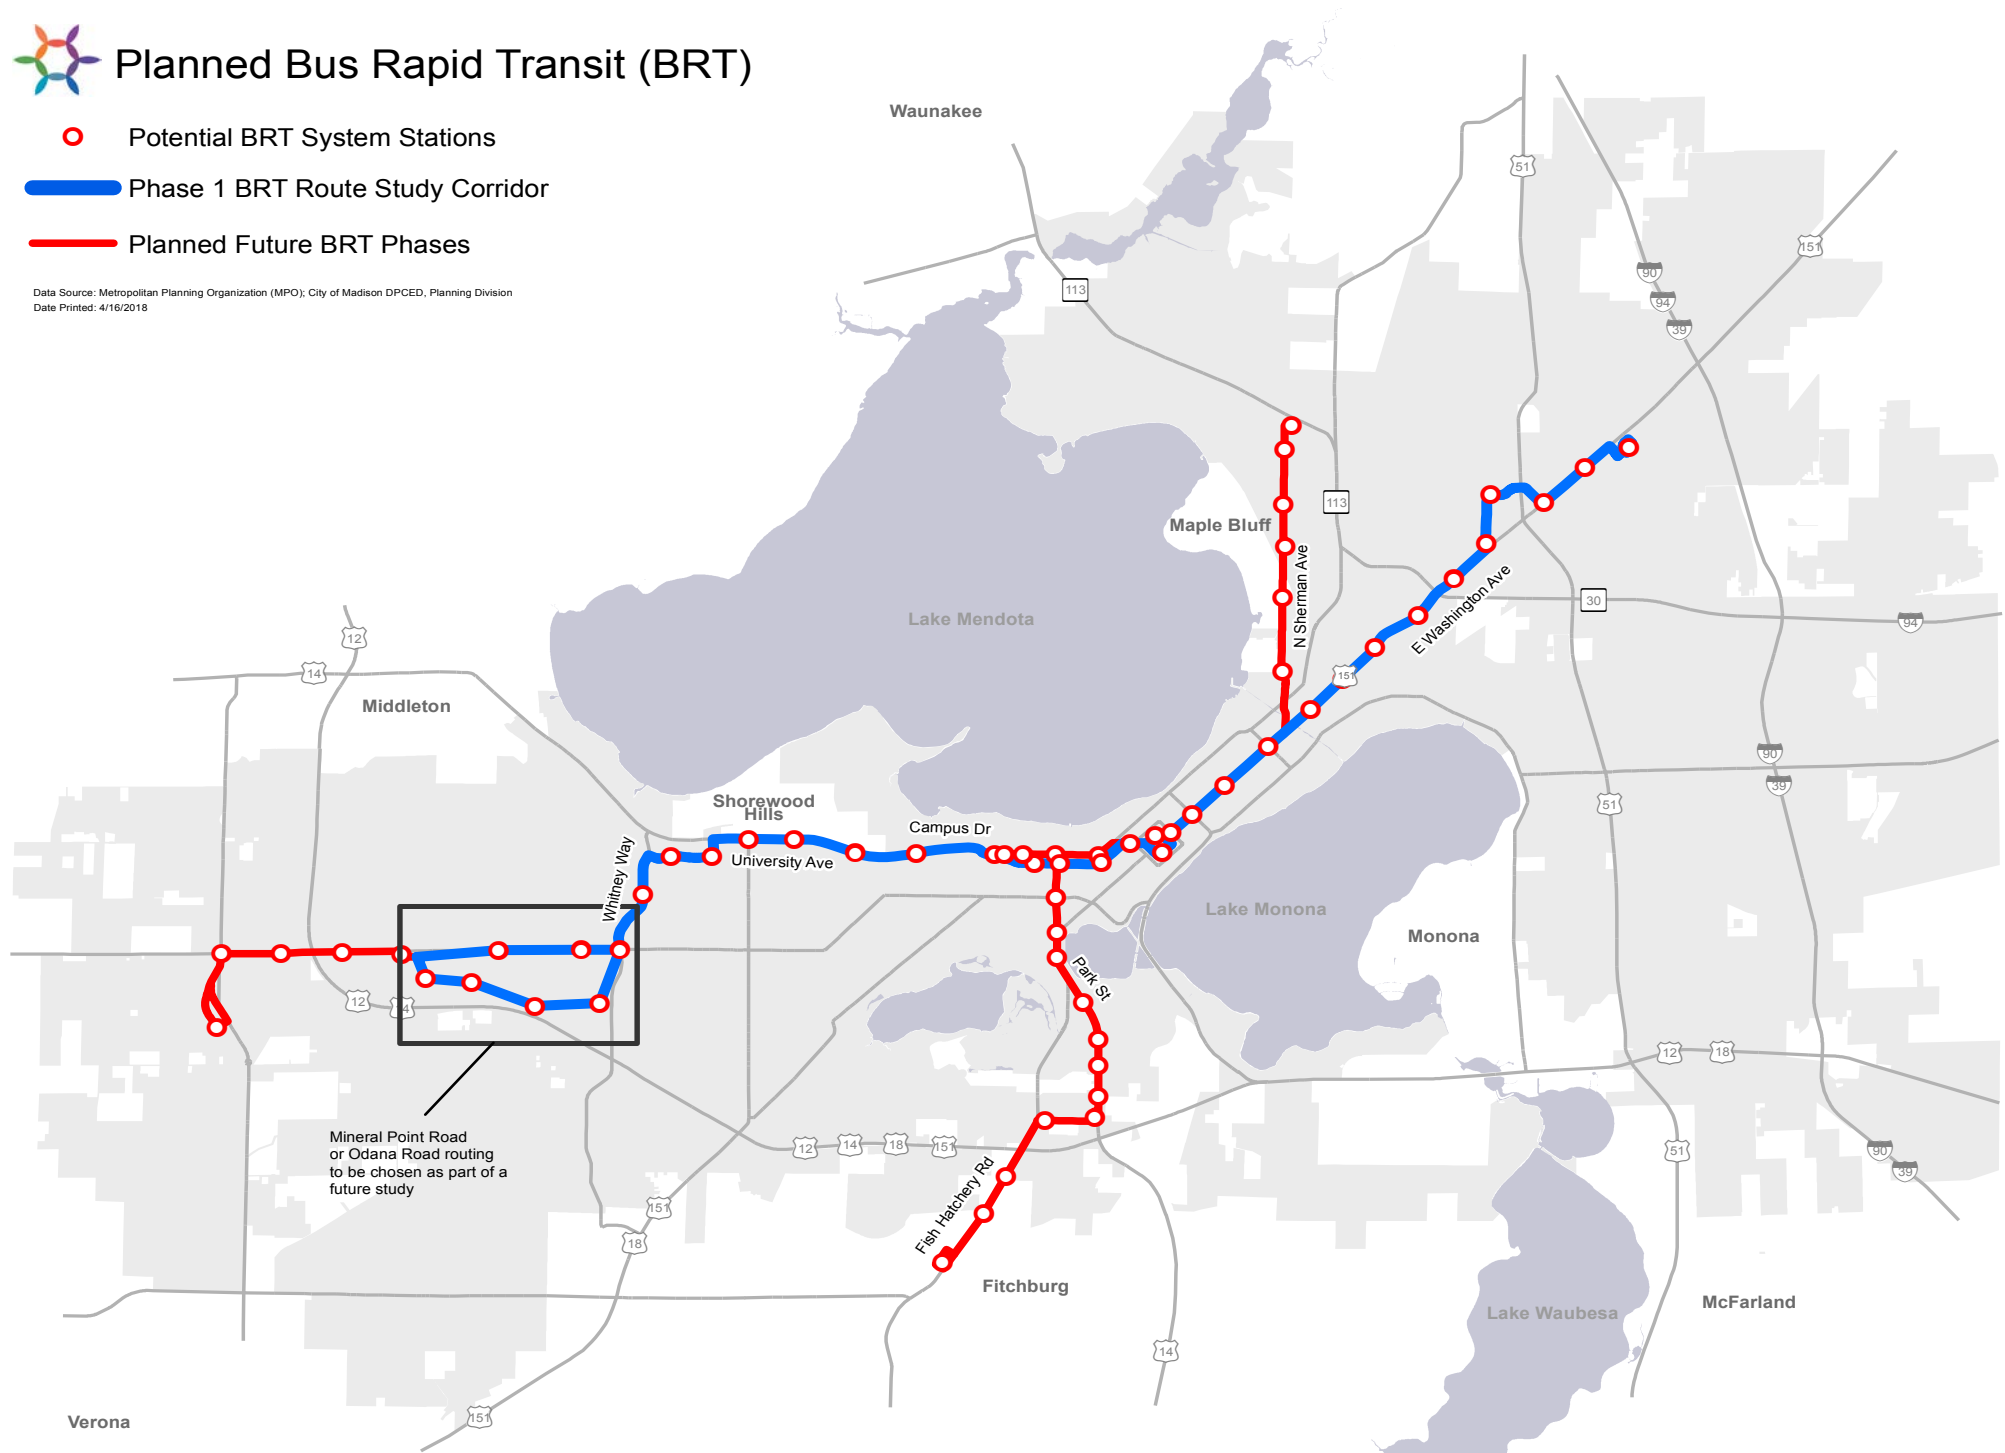 Planned Bus Rapid Transit (BRT)
Potential BRT System Stations
Phase 1 BRT Route Study Corridor
Planned Future BRT Phases
Data Source: Metropolitan Planning Organization (MPO); City of Madison DPCED, Planning Division
Date Printed: 4/16/2018
Waunakee
51
151
90
94
39
113
113
Maple Bluff
N Sherman Ave
E Washington Ave
30
94
Lake Mendota
12
14
Middleton
151
90
39
51
Shorewood
Hills
Campus Dr
University Ave
Whitney Way
Lake Monona
Monona
Park St
12
14
12
18
Mineral Point Road
or Odana Road routing
to be chosen as part of a
future study
12
14
18
151
51
90
39
Fish Hatchery Rd
151
18
Fitchburg
Lake Waubesa
McFarland
14
151
Verona